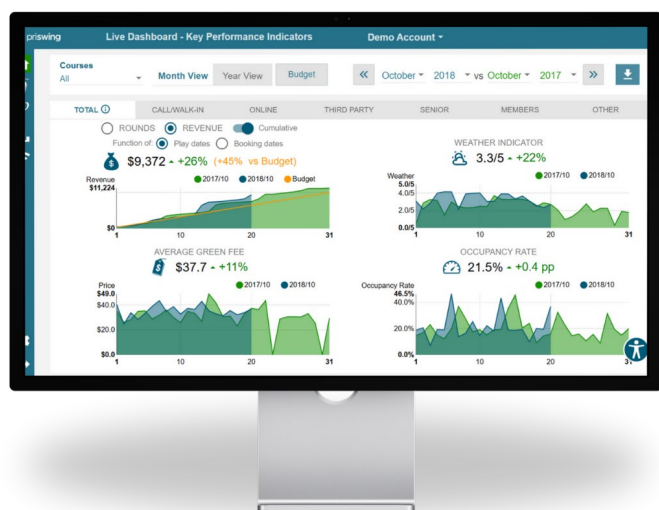 priswing Live Dashboard - Key Performance Indicators Demo Account
Courses
All
Month View Year View Budget
« October 2018 vs October 2017 »
TOTAL CALL/WALK-IN ONLINE THIRD PARTY SENIOR MEMBERS OTHER
ROUNDS REVENUE Cumulative
Function of: Play dates Booking dates
$9,372 +26% (+45% vs Budget)
Revenue 2017/10 2018/10 Budget
$11,224
$0
1 10 20 31
WEATHER INDICATOR
3.3/5 +22%
Weather 2017/10 2018/10
5.0/5
4.0/5
2.0/5
0.0/5
1 10 20 31
AVERAGE GREEN FEE
$37.7 +11%
Price 2017/10 2018/10
$49.0
$40.0
$20.0
$0.0
1 10 20 31
OCCUPANCY RATE
21.5% +0.4 pp
Occupancy Rate 2017/10 2018/10
46.5%
40.0%
20.0%
0.0%
1 10 20 31